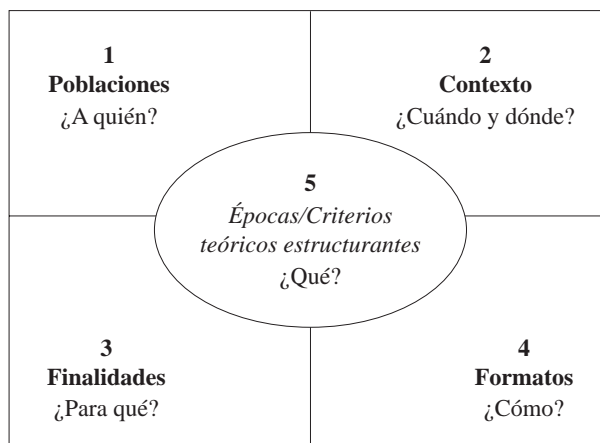 1
Poblaciones
¿A quién?
2
Contexto
¿Cuándo y dónde?
5
Épocas/Criterios
teóricos estructurantes
¿Qué?
3
Finalidades
¿Para qué?
4
Formatos
¿Cómo?